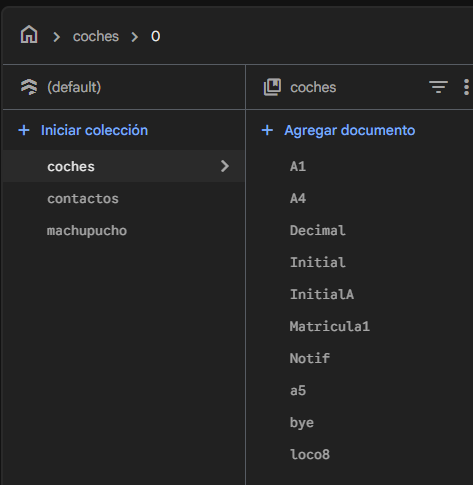 coches 0
(default)
coches
+ Iniciar colección
+ Agregar documento
coches
contactos
machupucho
A1
A4
Decimal
Initial
InitialA
Matricula1
Notif
a5
bye
loco8